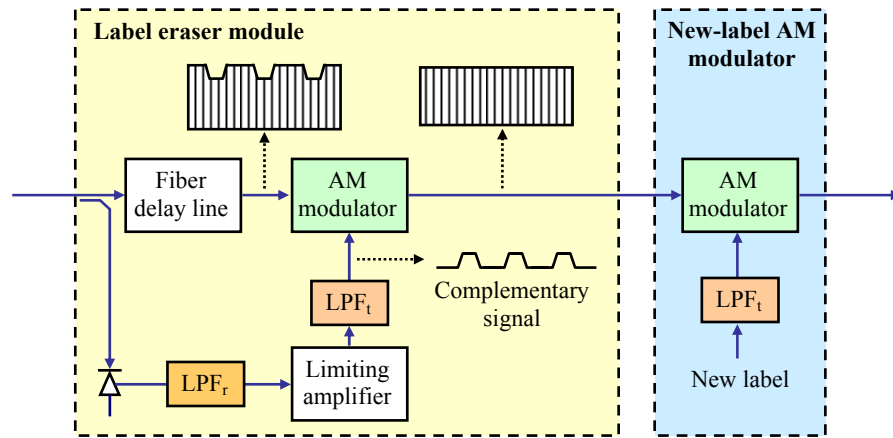 Label eraser module
New-label AM
modulator
Fiber
delay line
AM
modulator
AM
modulator
LPFt
Complementary
signal
LPFt
LPFr
Limiting
amplifier
New label